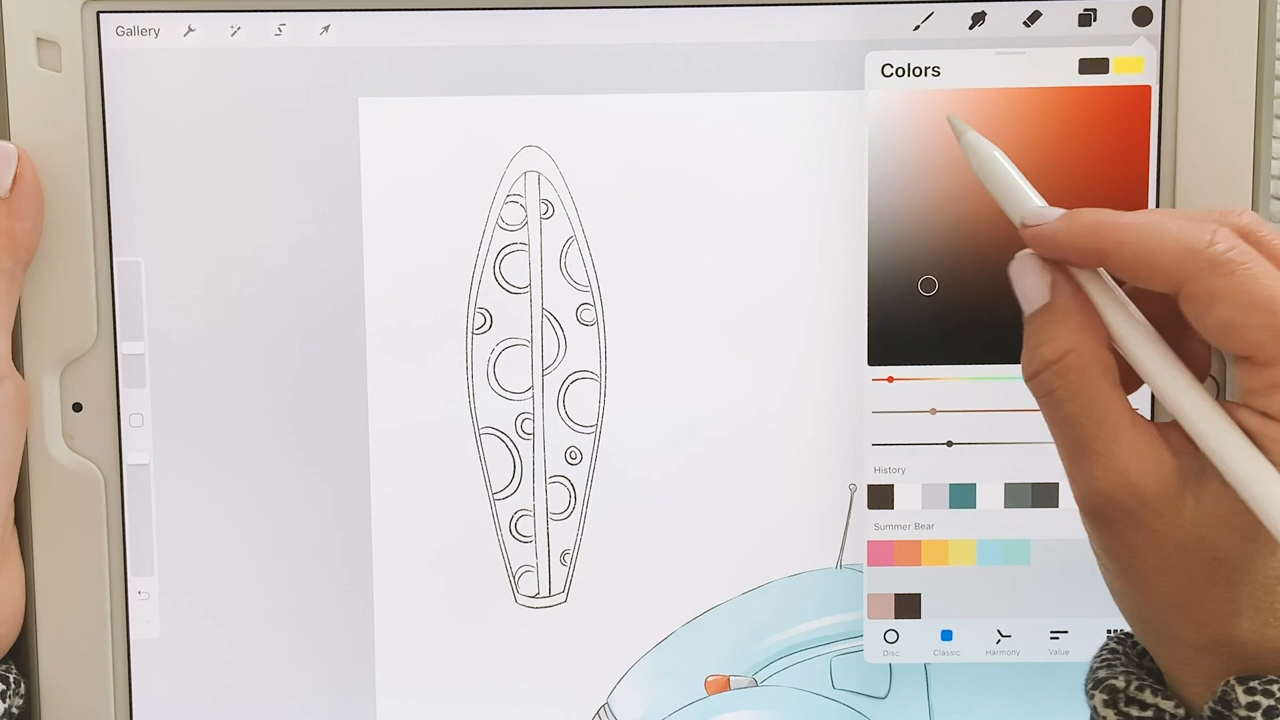 Gallery
Colors
History
Summer Bear
Disc Classic Harmony Value